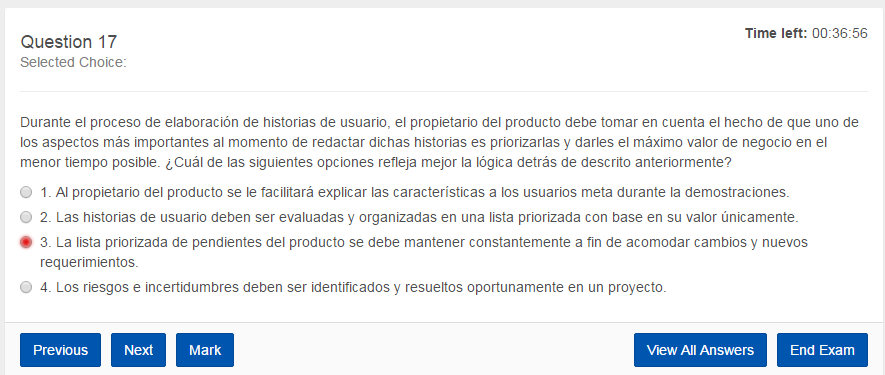 Question 17
Time left: 00:36:56
Selected Choice:
Durante el proceso de elaboración de historias de usuario, el propietario del producto debe tomar en cuenta el hecho de que uno de
los aspectos más importantes al momento de redactar dichas historias es priorizarlas y darles el máximo valor de negocio en el
menor tiempo posible. ¿Cuál de las siguientes opciones refleja mejor la lógica detrás de descrito anteriormente?
1. Al propietario del producto se le facilitará explicar las características a los usuarios meta durante la demostraciones.
2. Las historias de usuario deben ser evaluadas y organizadas en una lista priorizada con base en su valor únicamente.
3. La lista priorizada de pendientes del producto se debe mantener constantemente a fin de acomodar cambios y nuevos
requerimientos.
4. Los riesgos e incertidumbres deben ser identificados y resueltos oportunamente en un proyecto.
Previous Next Mark View All Answers End Exam